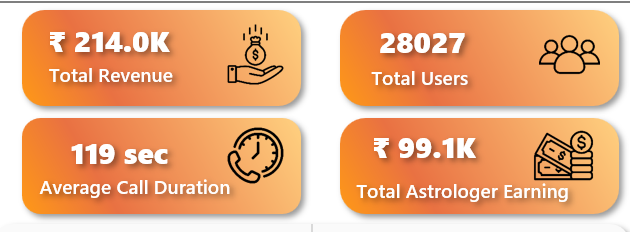 ₹ 214.0K
Total Revenue
28027
Total Users
119 sec
Average Call Duration
₹ 99.1K
Total Astrologer Earning